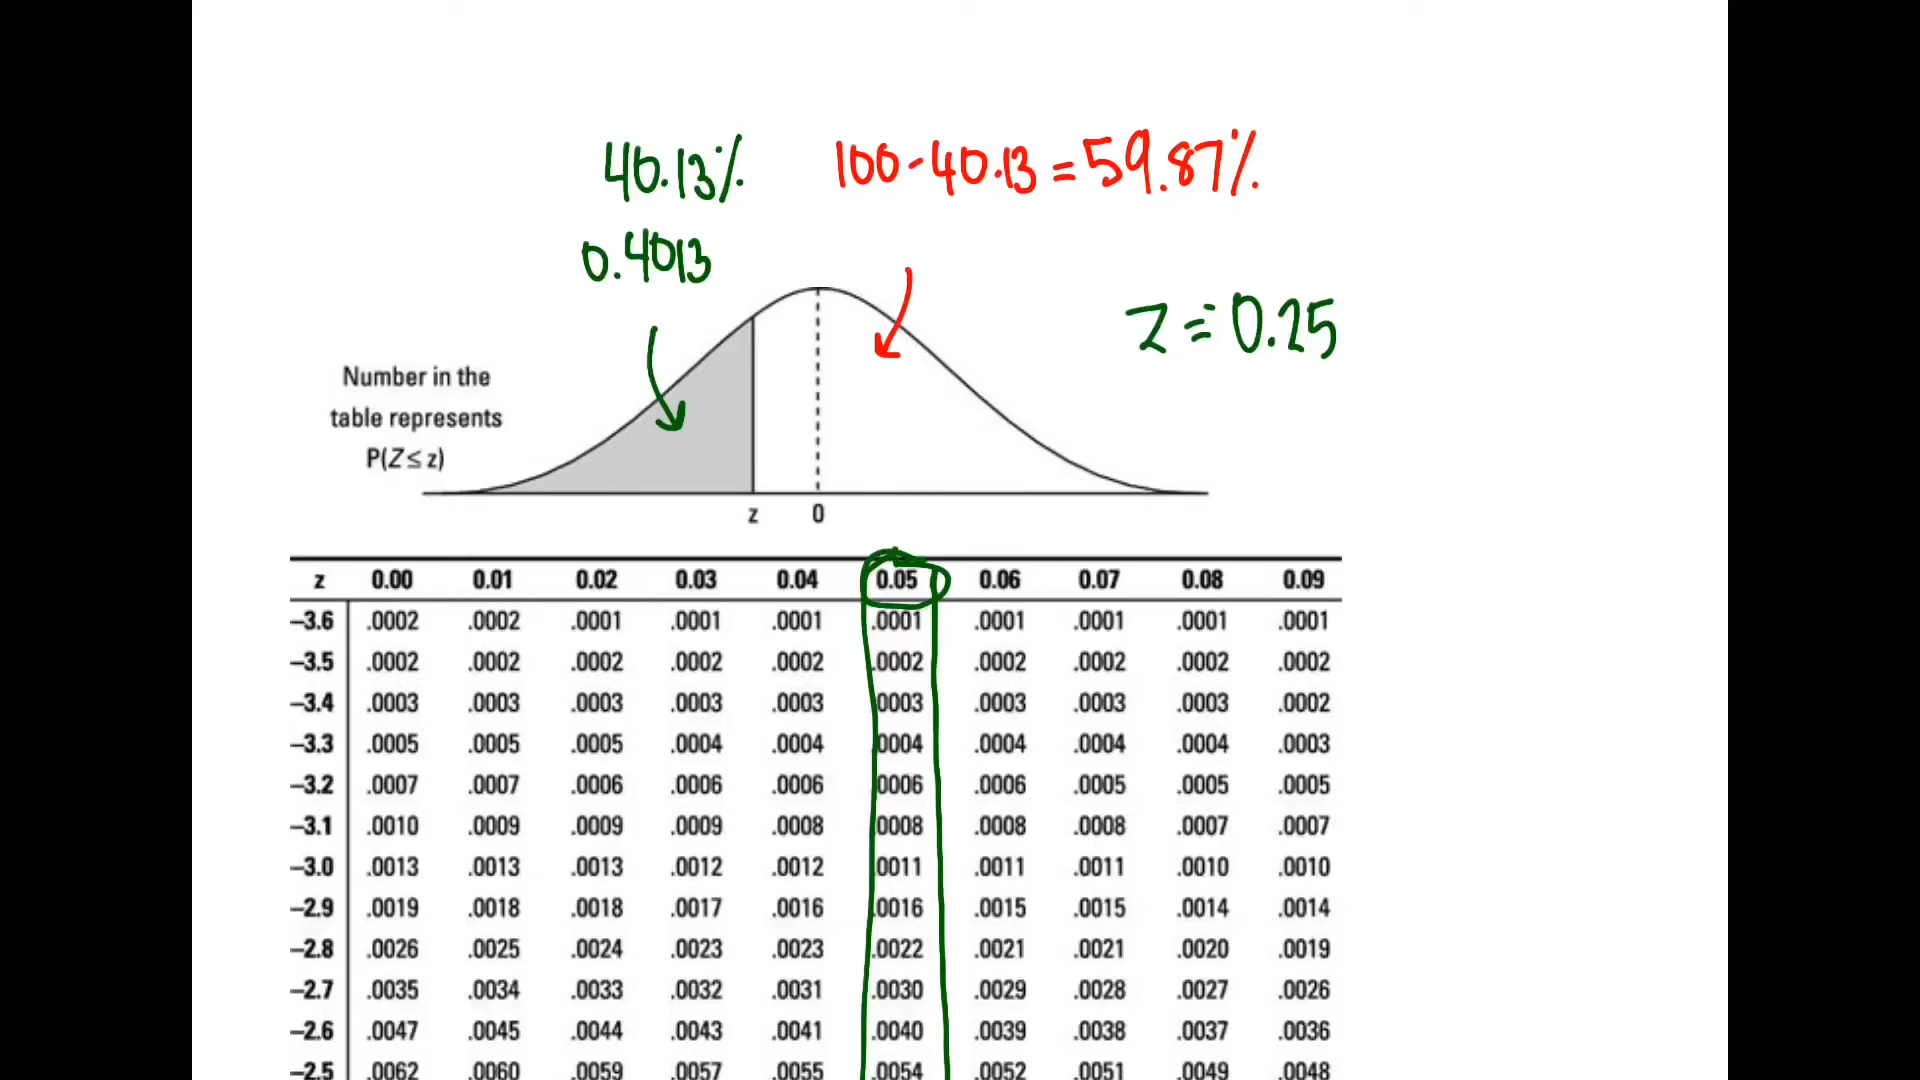 40.13% 100-40.13=59.87%
0.4013
z = 0.25
Number in the
table represents
P(Z ≤ z)
z 0
z 0.00 0.01 0.02 0.03 0.04 0.05 0.06 0.07 0.08 0.09
–3.6 .0002 .0002 .0001 .0001 .0001 .0001 .0001 .0001 .0001 .0001
–3.5 .0002 .0002 .0002 .0002 .0002 .0002 .0002 .0002 .0002 .0002
–3.4 .0003 .0003 .0003 .0003 .0003 .0003 .0003 .0003 .0003 .0002
–3.3 .0005 .0005 .0005 .0004 .0004 .0004 .0004 .0004 .0004 .0003
–3.2 .0007 .0007 .0006 .0006 .0006 .0006 .0006 .0005 .0005 .0005
–3.1 .0010 .0009 .0009 .0009 .0008 .0008 .0008 .0008 .0007 .0007
–3.0 .0013 .0013 .0013 .0012 .0012 .0011 .0011 .0011 .0010 .0010
–2.9 .0019 .0018 .0018 .0017 .0016 .0016 .0015 .0015 .0014 .0014
–2.8 .0026 .0025 .0024 .0023 .0023 .0022 .0021 .0021 .0020 .0019
–2.7 .0035 .0034 .0033 .0032 .0031 .0030 .0029 .0028 .0027 .0026
–2.6 .0047 .0045 .0044 .0043 .0041 .0040 .0039 .0038 .0037 .0036
–2.5 .0062 .0060 .0059 .0057 .0055 .0054 .0052 .0051 .0049 .0048